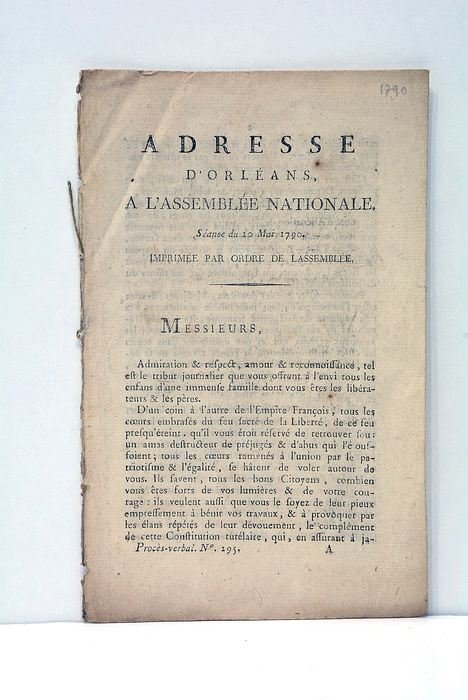 1790
ADRESSE
D'ORLÉANS,
A L'ASSEMBLÉE NATIONALE,
Séance du 20 Mai 1790,
IMPRIMÉE PAR ORDRE DE L'ASSEMBLÉE.
MESSIEURS,
Admiration & respect, amour & reconnoissance, tel
est le tribut journalier que vous offrent à l'envi tous les
enfans d'une immense famille dont vous êtes les libéra-
teurs & les pères.
D'un coin à l'autre de l'Empire François, tous les
cœurs embrasés du feu sacré de la Liberté, de ce feu
presqu'éteint, qu'il vous étoit réservé de retrouver sous
un amas destructeur de préjugés & d'abus qui l'étouf-
foient; tous les cœurs ramenés à l'union par le pa-
triotisme & l'égalité, se hâtent de voler autour de
vous. Ils savent, tous les bons Citoyens, combien
vous êtes forts de vos lumières & de votre cou-
rage: ils veulent aussi que vous le soyez de leur pieux
empressement à bénir vos travaux, & à provoquer par
les élans répétés de leur dévouement, le complément
de cette Constitution tutélaire, qui, en assurant à ja-
Procès-verbal. N°. 295, A